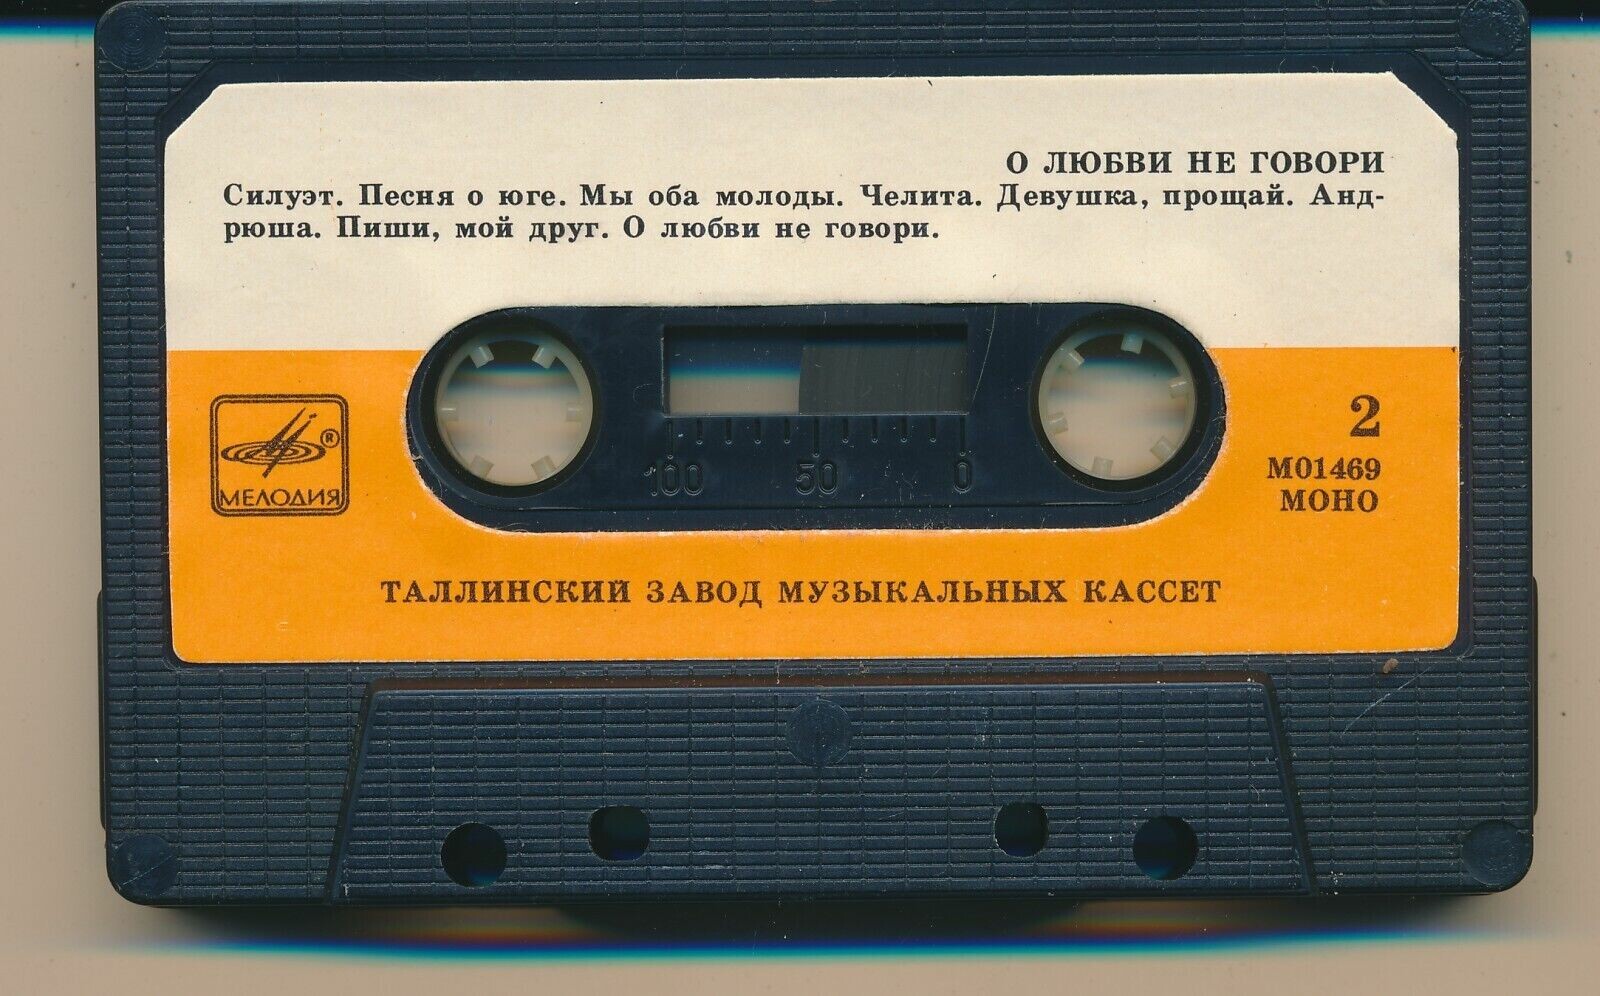 О ЛЮБВИ НЕ ГОВОРИ
Силуэт. Песня о юге. Мы оба молоды. Челита. Девушка, прощай. Анд-
рюша. Пиши, мой друг. О любви не говори.
®
МЕЛОДИЯ
100 50 0
2
М01469
МОНО
ТАЛЛИНСКИЙ ЗАВОД МУЗЫКАЛЬНЫХ КАССЕТ